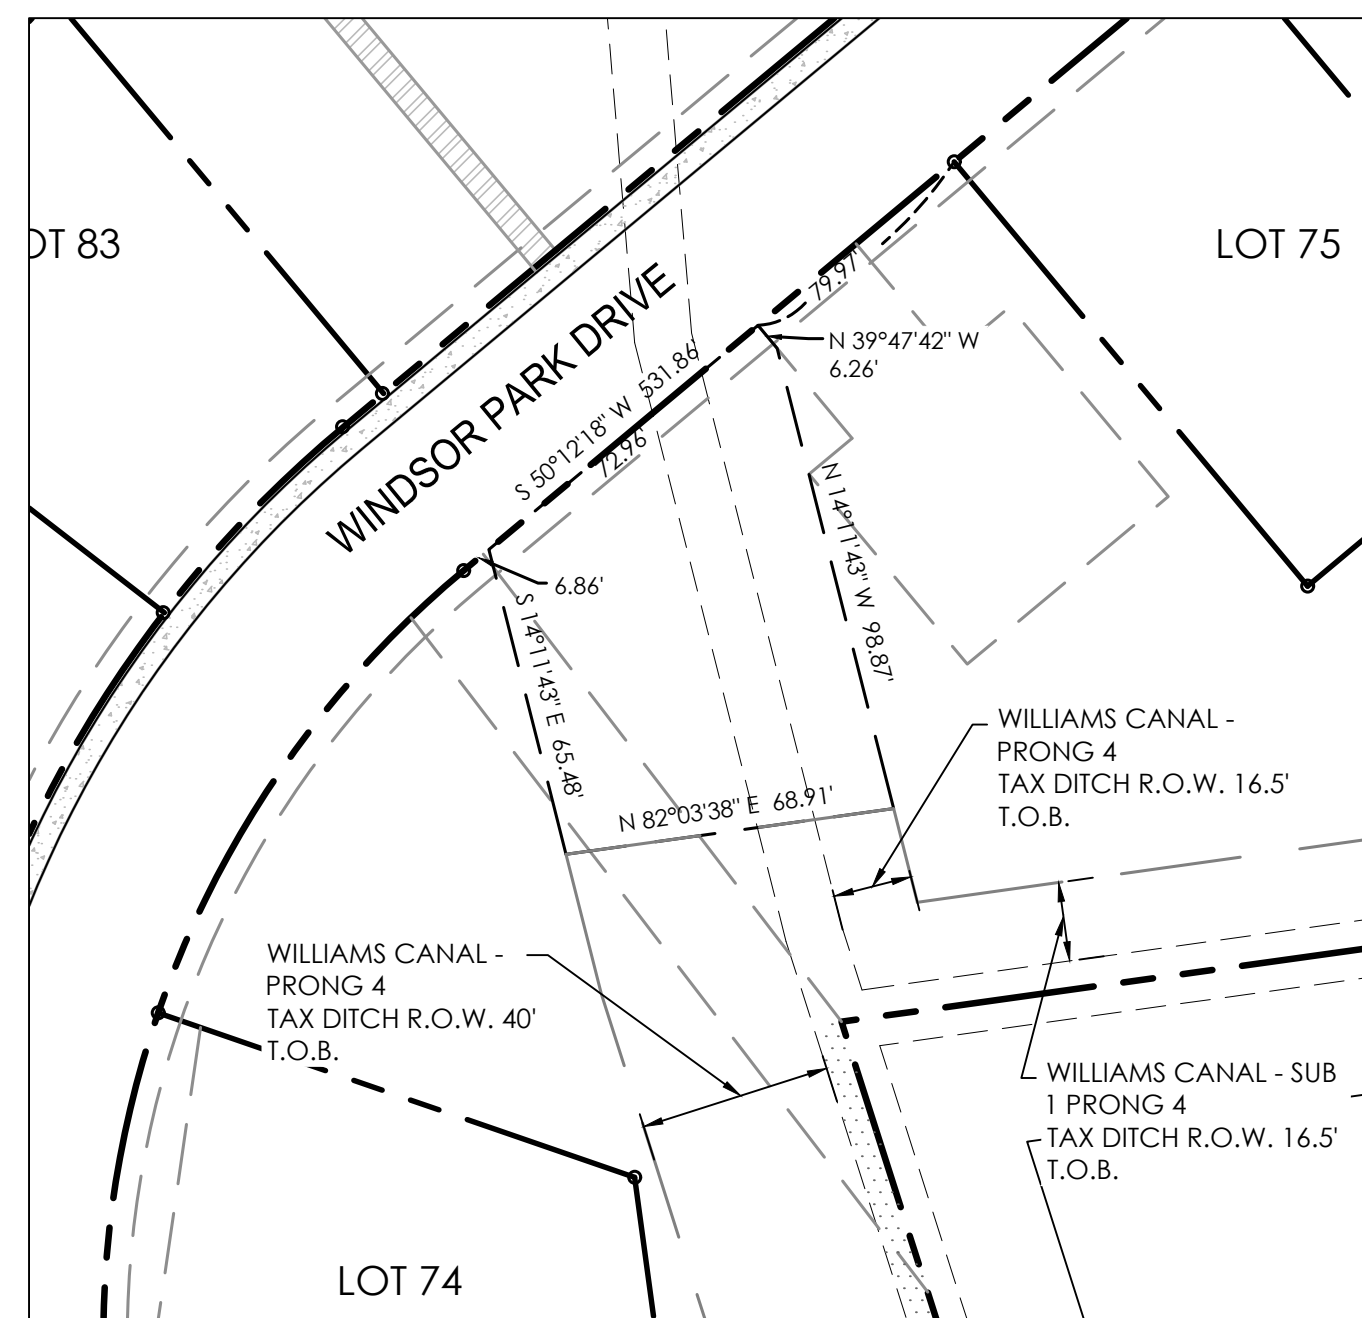 OT 83
LOT 75
WINDSOR PARK DRIVE
79.97'
N 39°47'42" W
6.26'
S 50°12'18" W 531.86'
72.96'
6.86'
N 14°11'43" W 98.87'
S 14°11'43" E 65.48'
N 82°03'38" E 68.91'
WILLIAMS CANAL -
PRONG 4
TAX DITCH R.O.W. 16.5'
T.O.B.
WILLIAMS CANAL -
PRONG 4
TAX DITCH R.O.W. 40'
T.O.B.
WILLIAMS CANAL - SUB
1 PRONG 4
TAX DITCH R.O.W. 16.5'
T.O.B.
LOT 74